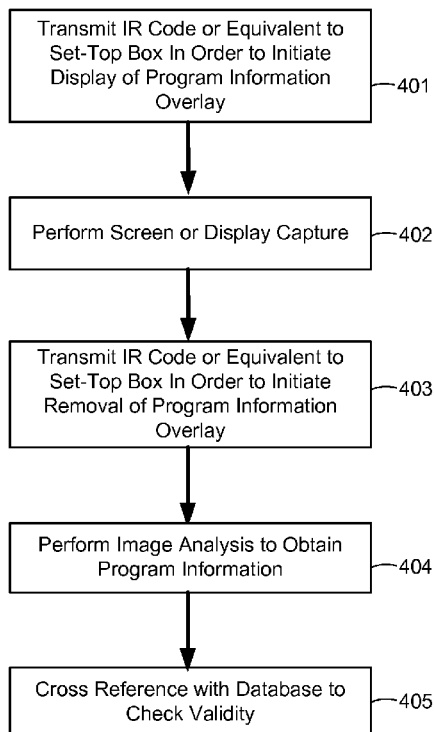 Transmit IR Code or Equivalent to
Set-Top Box In Order to Initiate
Display of Program Information
Overlay
401
Perform Screen or Display Capture
402
Transmit IR Code or Equivalent to
Set-Top Box In Order to Initiate
Removal of Program Information
Overlay
403
Perform Image Analysis to Obtain
Program Information
404
Cross Reference with Database to
Check Validity
405